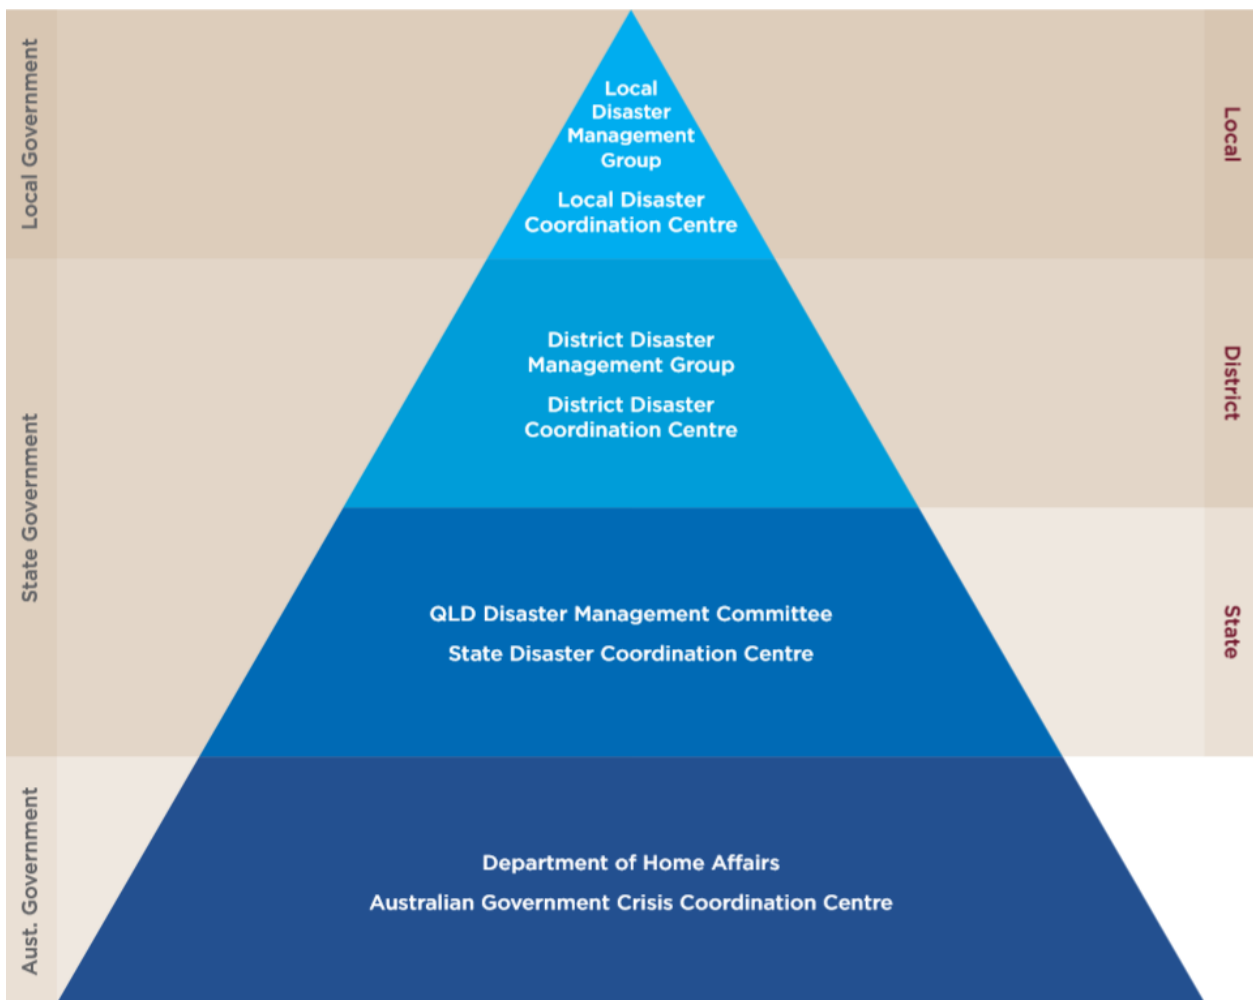 Local Government
State Government
Aust. Government
Local
Disaster
Management
Group
Local Disaster
Coordination Centre
District Disaster
Management Group
District Disaster
Coordination Centre
QLD Disaster Management Committee
State Disaster Coordination Centre
Department of Home Affairs
Australian Government Crisis Coordination Centre
Local
District
State